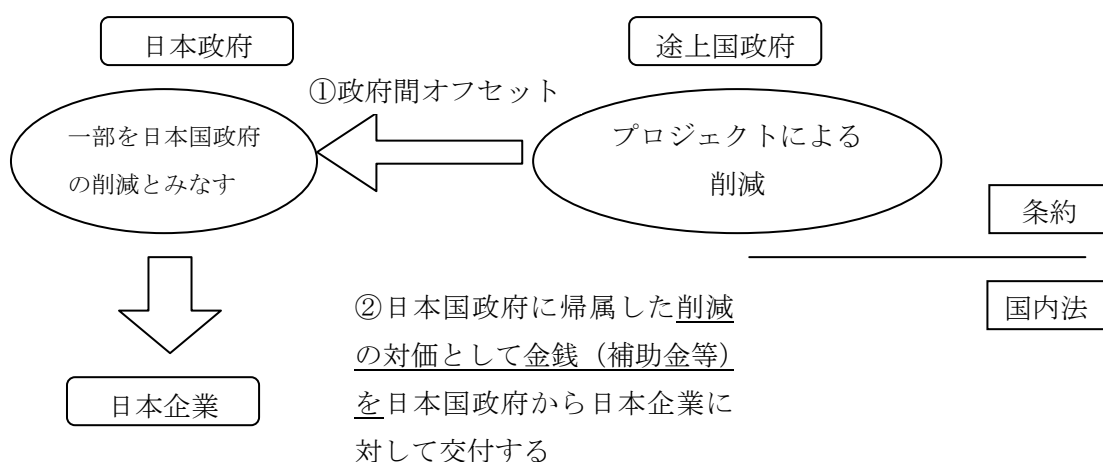 日本政府
途上国政府
①政府間オフセット
一部を日本国政府
の削減とみなす
プロジェクトによる
削減
条約
国内法
②日本国政府に帰属した削減
の対価として金銭（補助金等）
を日本国政府から日本企業に
対して交付する
日本企業